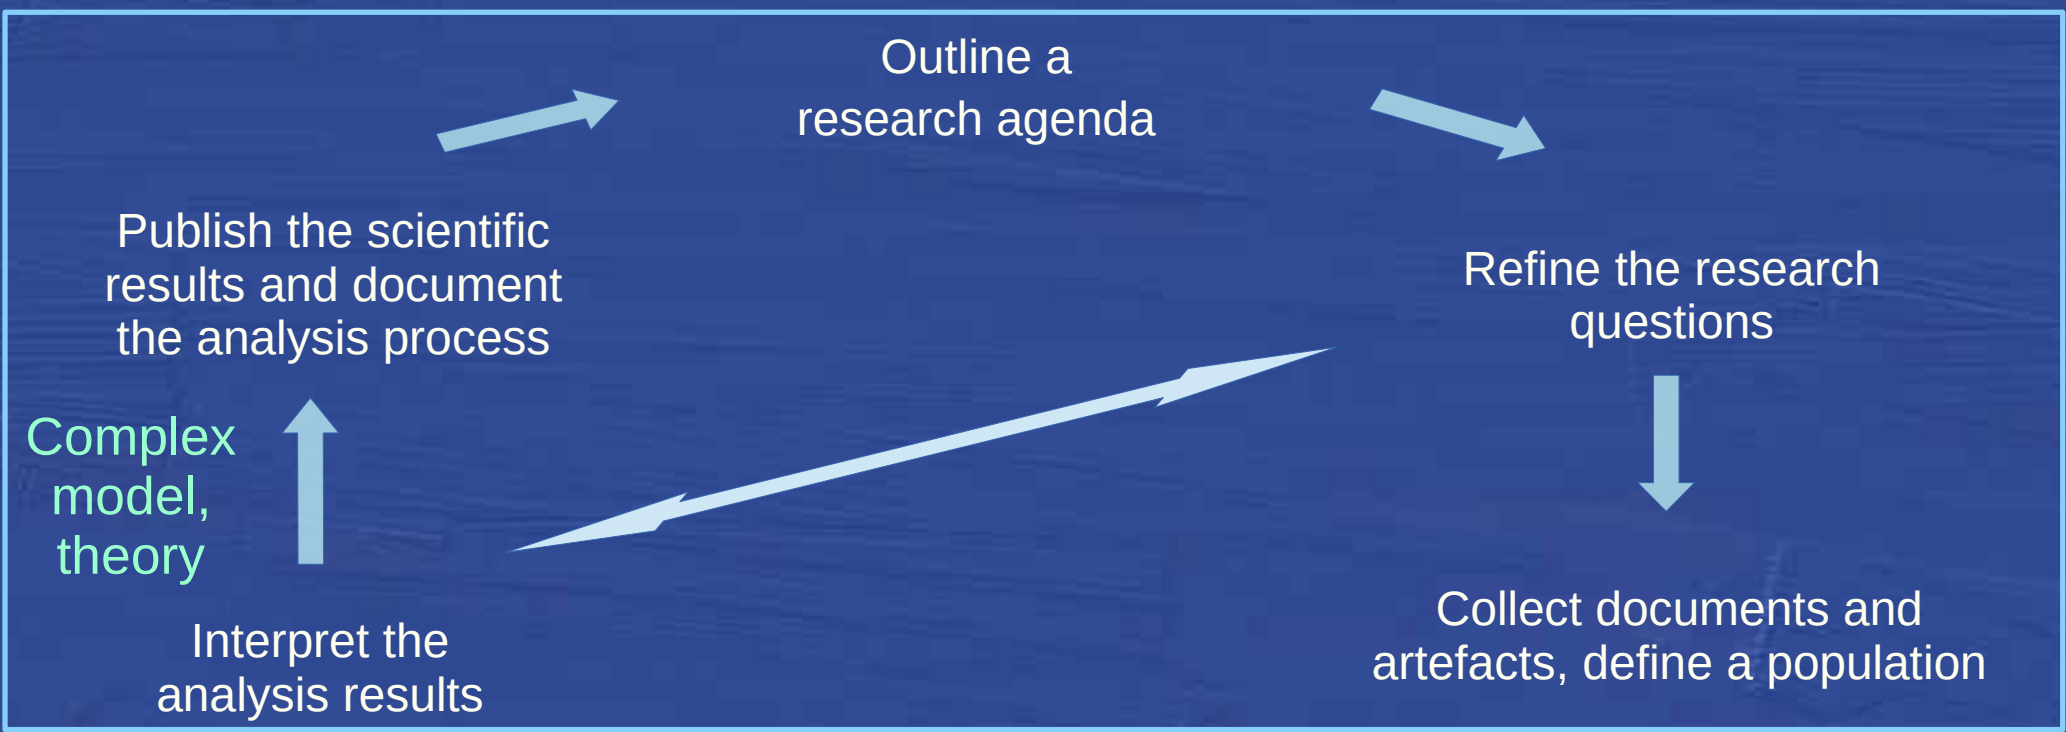 Outline a
research agenda
Publish the scientific
results and document
the analysis process
Refine the research
questions
Complex
model,
theory
Interpret the
analysis results
Collect documents and
artefacts, define a population